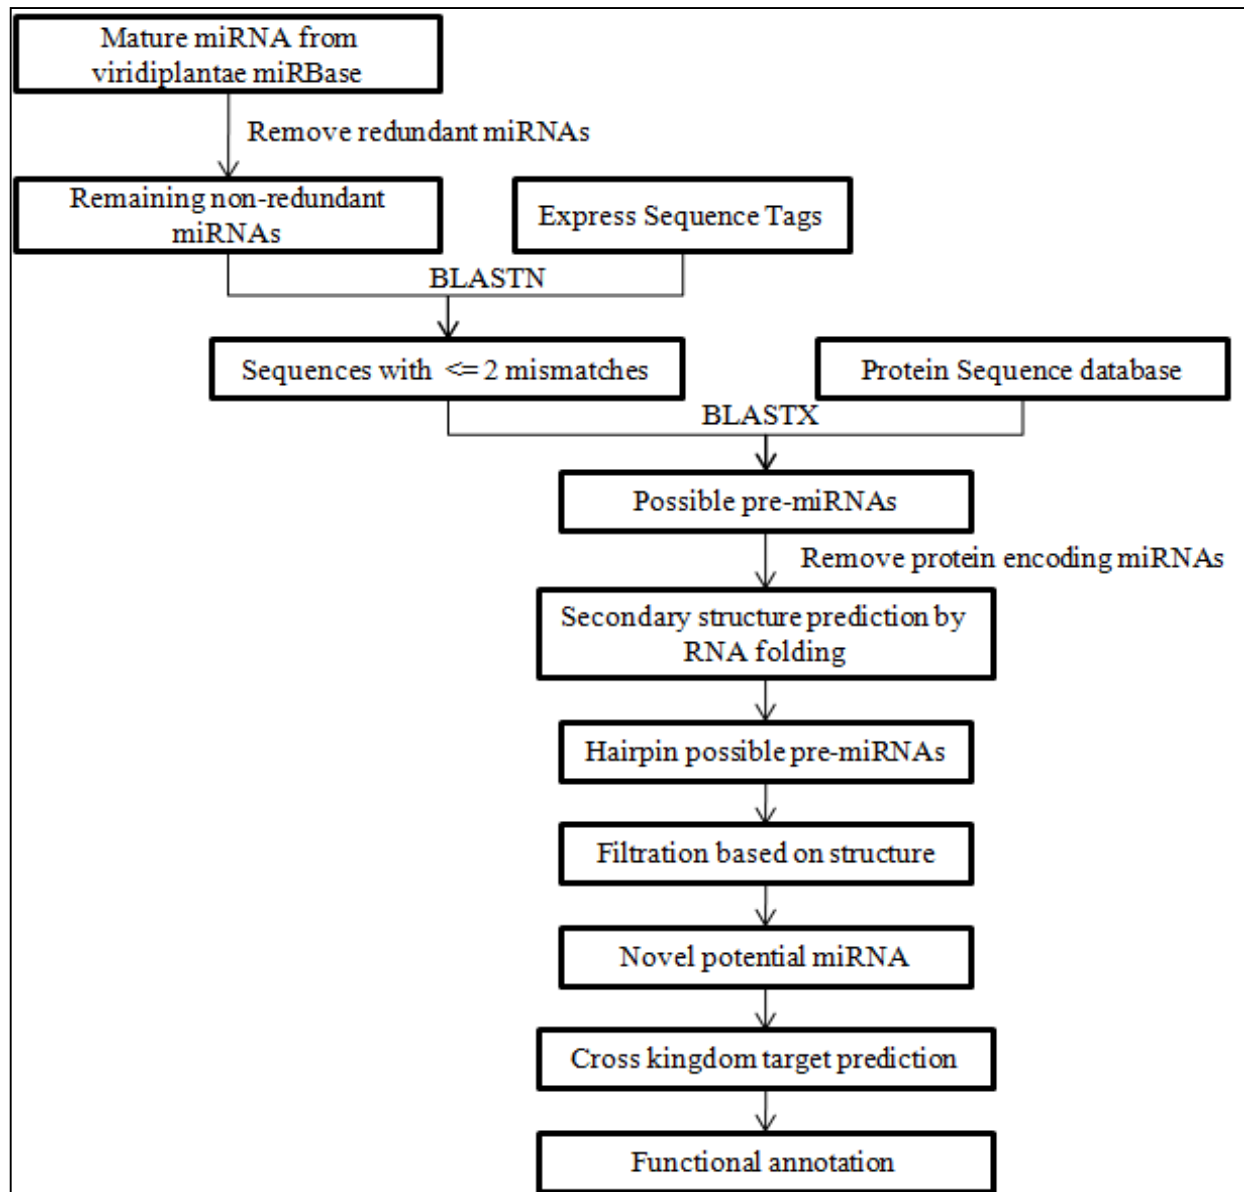 Mature miRNA from
viridiplantae miRBase
Remove redundant miRNAs
Remaining non-redundant
miRNAs
Express Sequence Tags
BLASTN
Sequences with <= 2 mismatches
Protein Sequence database
BLASTX
Possible pre-miRNAs
Remove protein encoding miRNAs
Secondary structure prediction by
RNA folding
Hairpin possible pre-miRNAs
Filtration based on structure
Novel potential miRNA
Cross kingdom target prediction
Functional annotation